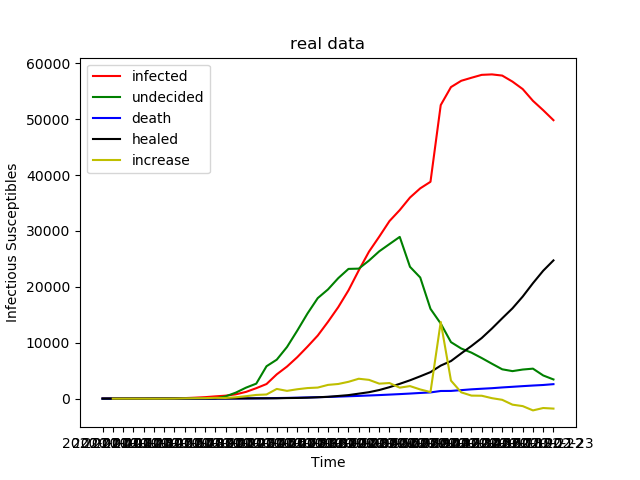 real data
infected
undecided
death
healed
increase
60000
50000
40000
30000
20000
10000
0
Infectious Susceptibles
Time